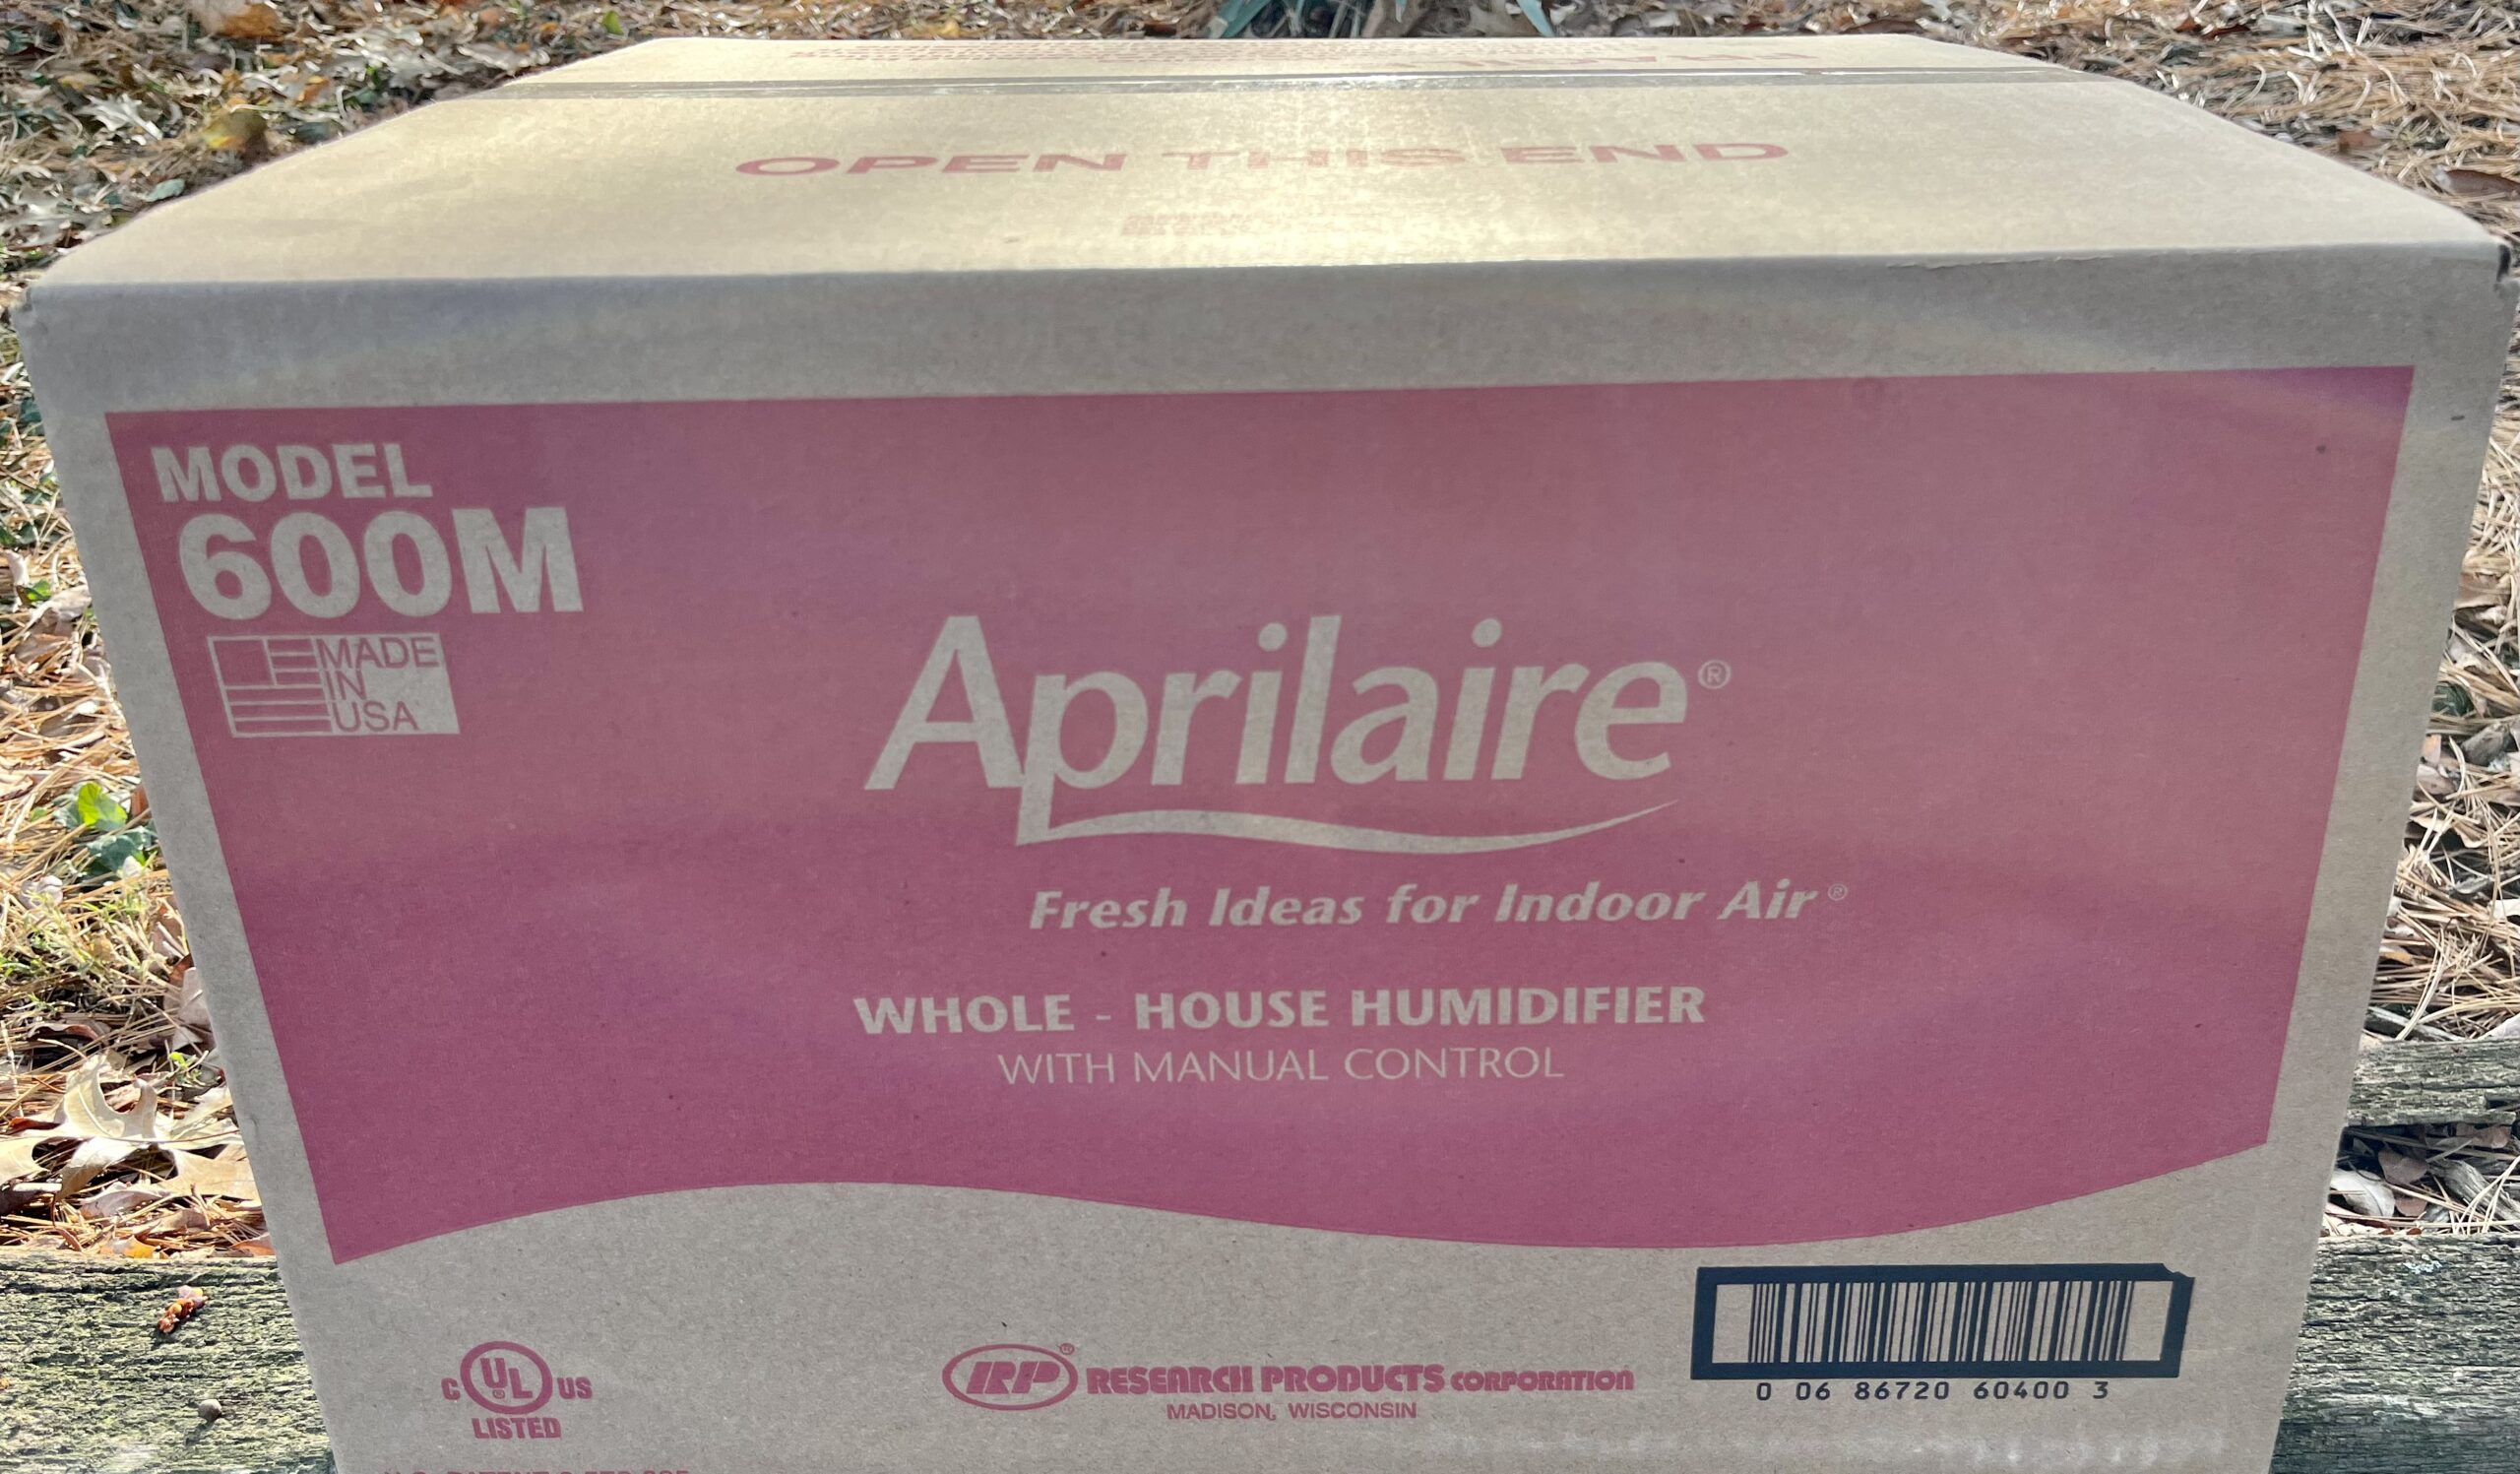 OPEN THIS END
MODEL
600M
MADE
IN
USA
Aprilaire®
Fresh Ideas for Indoor Air®
WHOLE - HOUSE HUMIDIFIER
WITH MANUAL CONTROL
C UL® US
LISTED
RP® RESEARCH PRODUCTS CORPORATION
MADISON, WISCONSIN
0 06 86720 60400 3